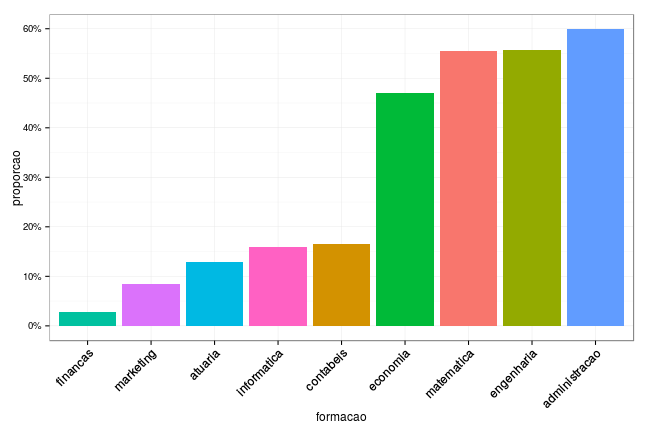 60%
50%
40%
30%
20%
10%
0%
proporcao
financas
marketing
atuaria
informatica
contabeis
economia
matematica
engenharia
administracao
formacao